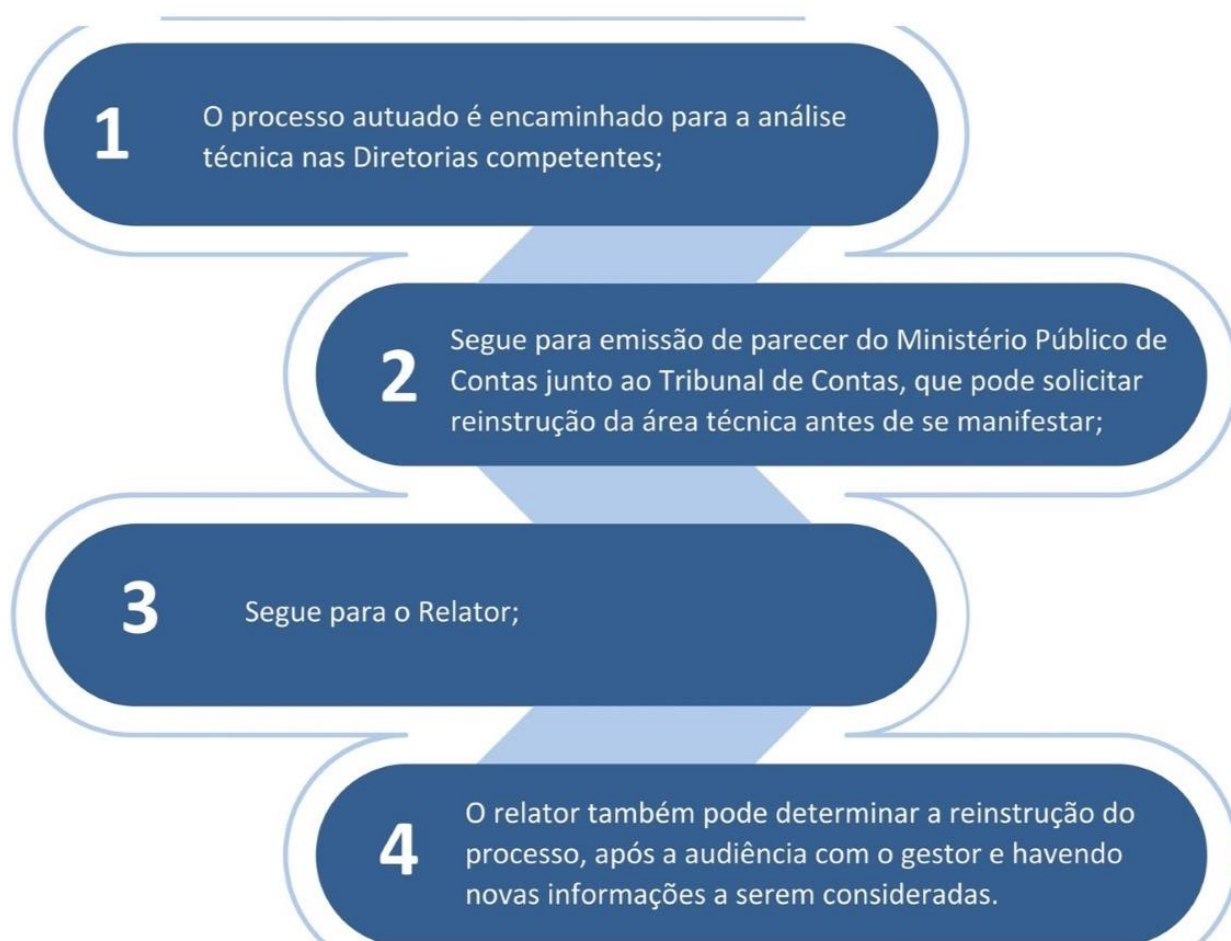 1
O processo autuado é encaminhado para a análise
técnica nas Diretorias competentes;
2
Segue para emissão de parecer do Ministério Público de
Contas junto ao Tribunal de Contas, que pode solicitar
reinstrução da área técnica antes de se manifestar;
3
Segue para o Relator;
4
O relator também pode determinar a reinstrução do
processo, após a audiência com o gestor e havendo
novas informações a serem consideradas.